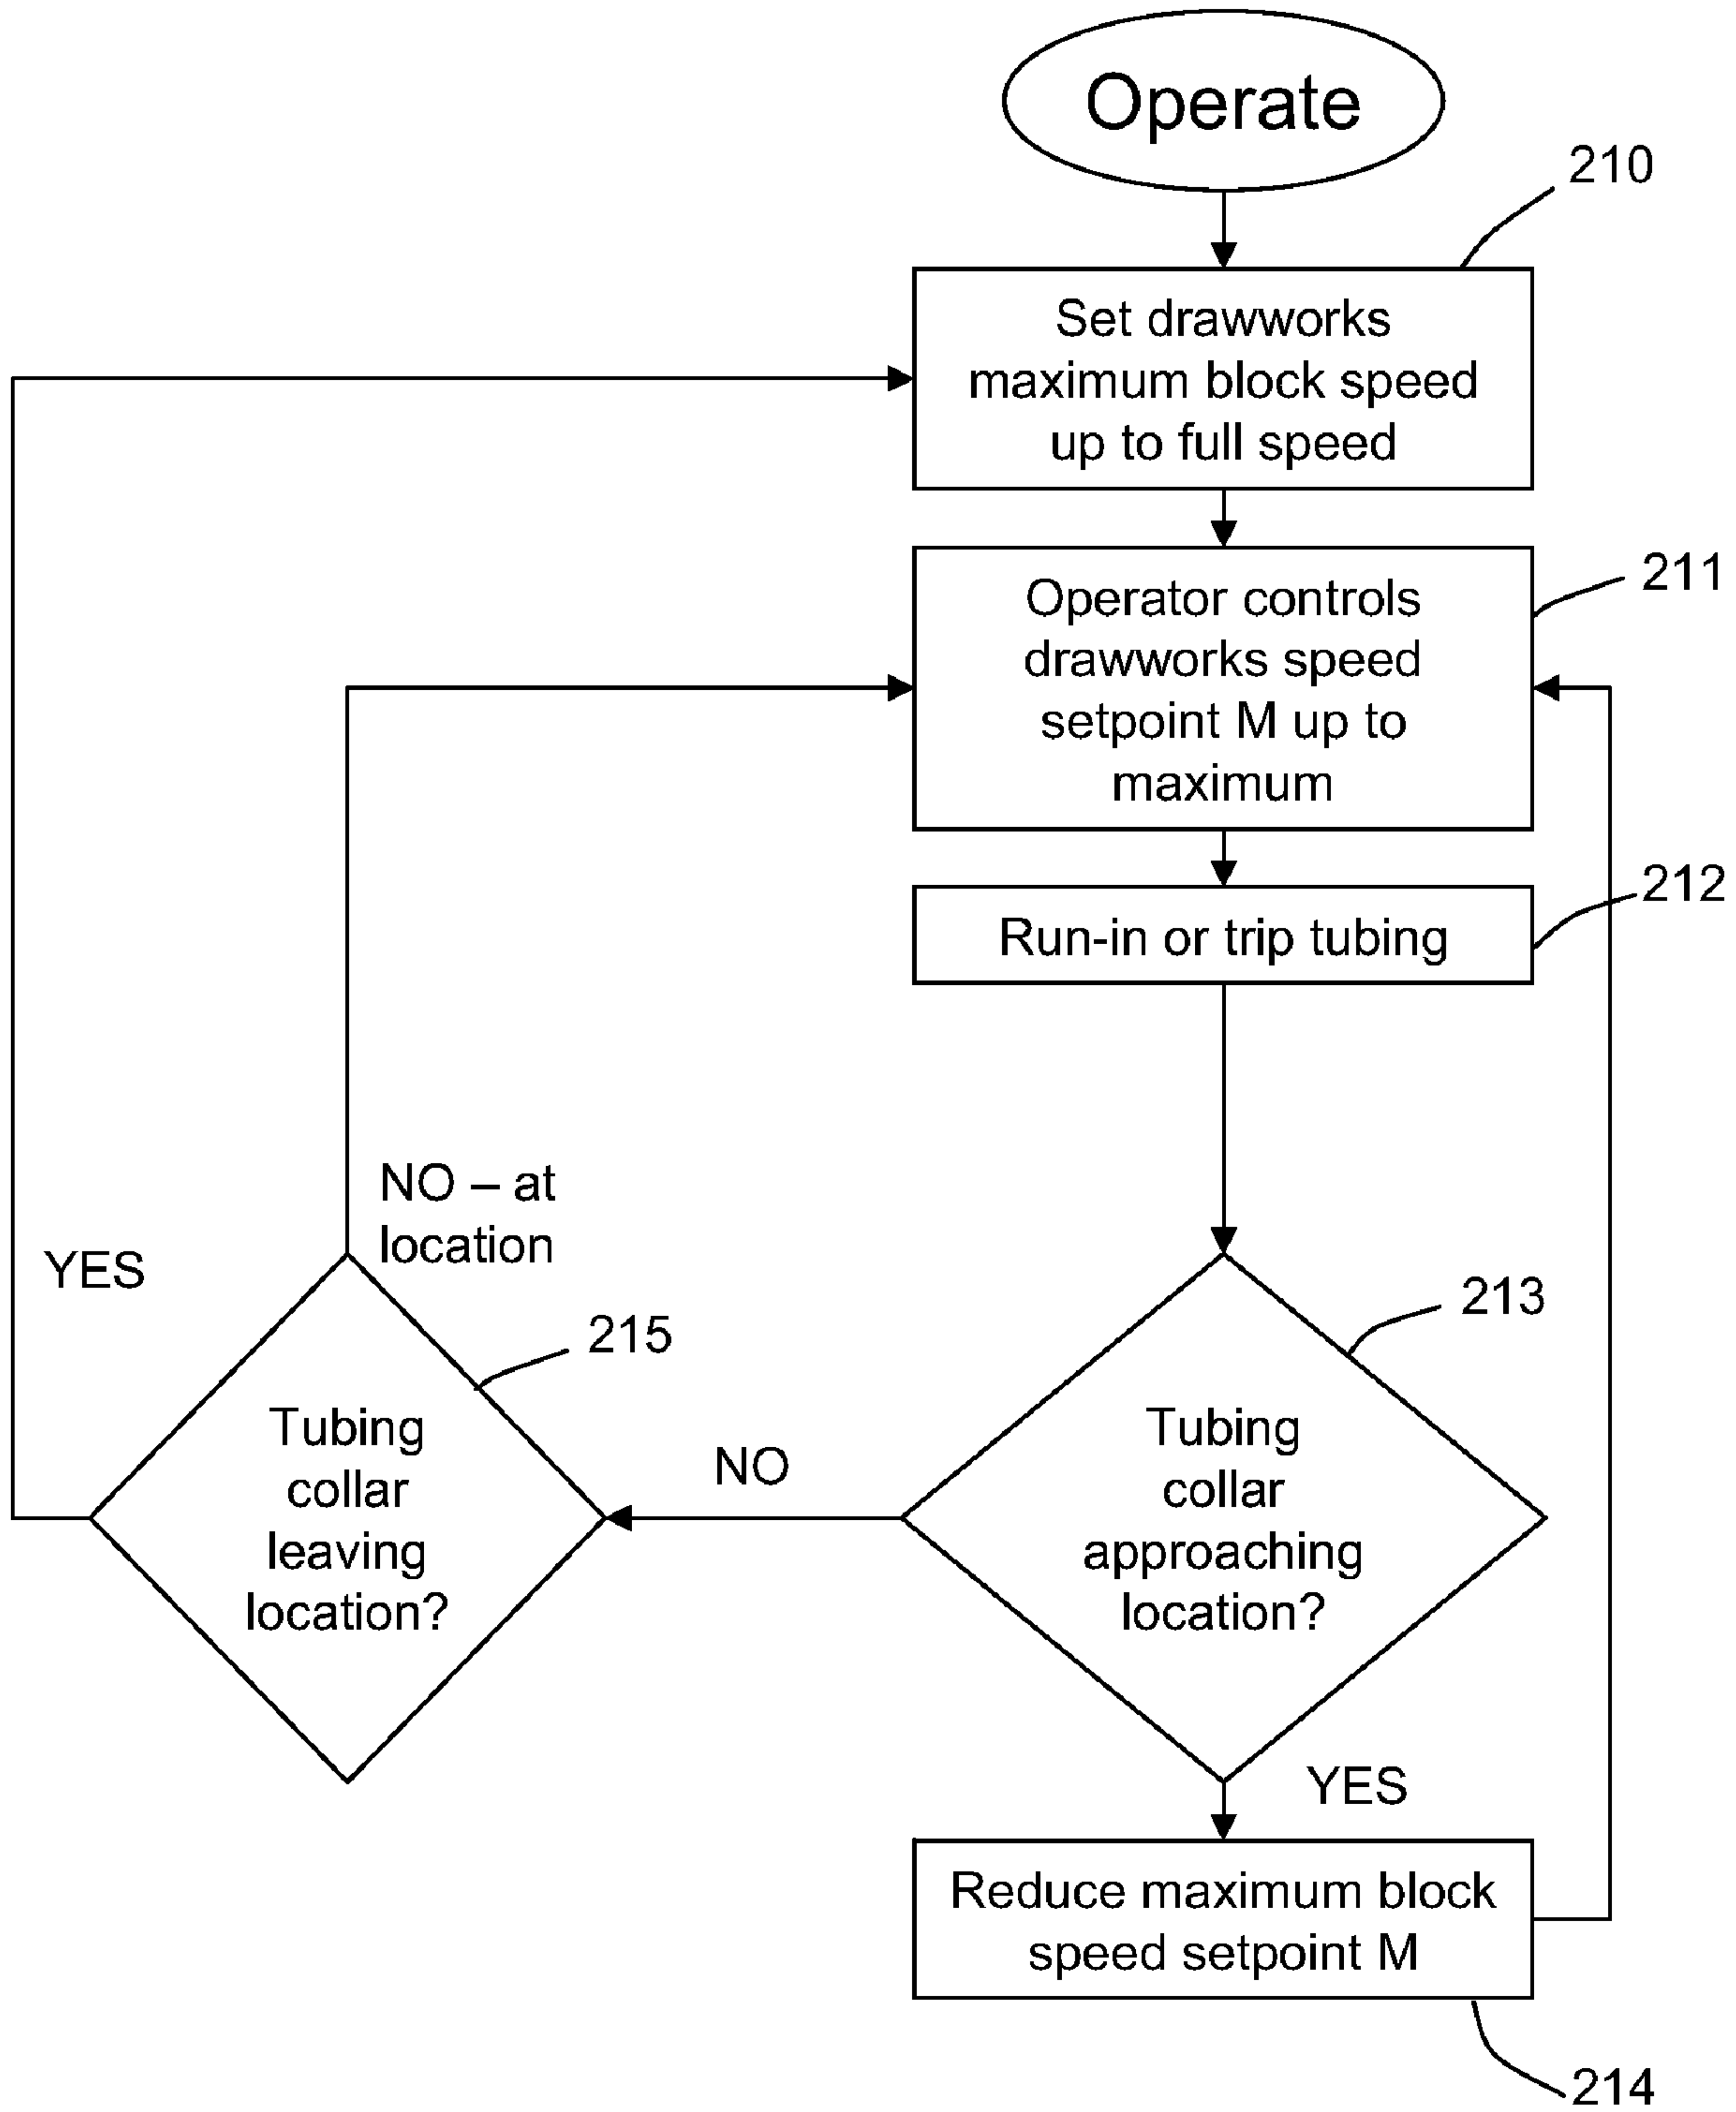 Operate
210
Set drawworks
maximum block speed
up to full speed
211
Operator controls
drawworks speed
setpoint M up to
maximum
212
Run-in or trip tubing
NO – at
location
YES
213
215
Tubing
collar
leaving
location?
NO
Tubing
collar
approaching
location?
YES
Reduce maximum block
speed setpoint M
214